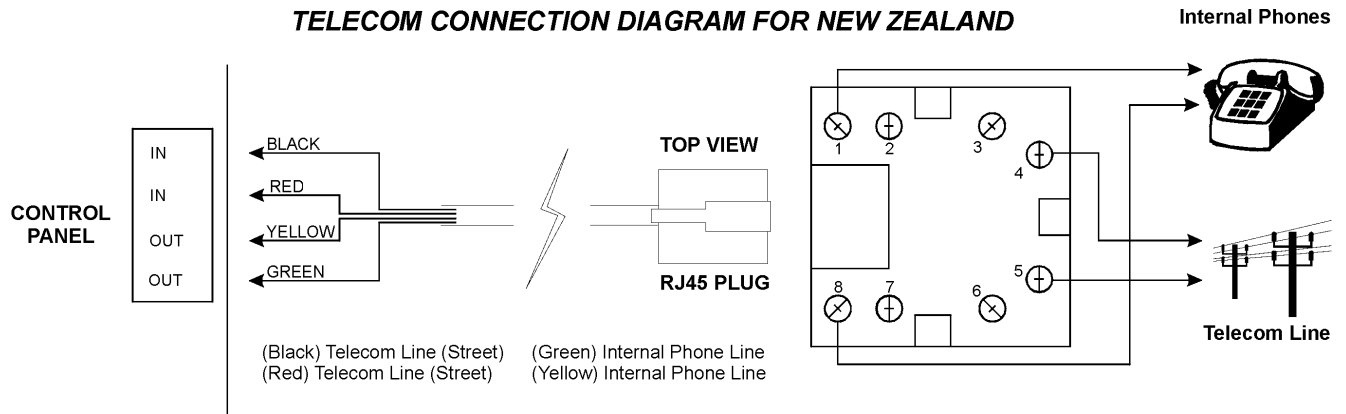 TELECOM CONNECTION DIAGRAM FOR NEW ZEALAND
Internal Phones
CONTROL
PANEL
IN
IN
OUT
OUT
BLACK
RED
YELLOW
GREEN
TOP VIEW
RJ45 PLUG
1
2
3
4
5
6
7
8
Telecom Line
(Black) Telecom Line (Street)
(Red) Telecom Line (Street)
(Green) Internal Phone Line
(Yellow) Internal Phone Line